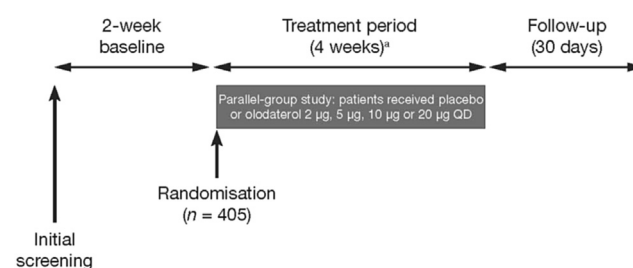 2-week
baseline
Treatment period
(4 weeks)ª
Follow-up
(30 days)
Parallel-group study: patients received placebo
or olodaterol 2 µg, 5 µg, 10 µg or 20 µg QD
Randomisation
(n = 405)
Initial
screening